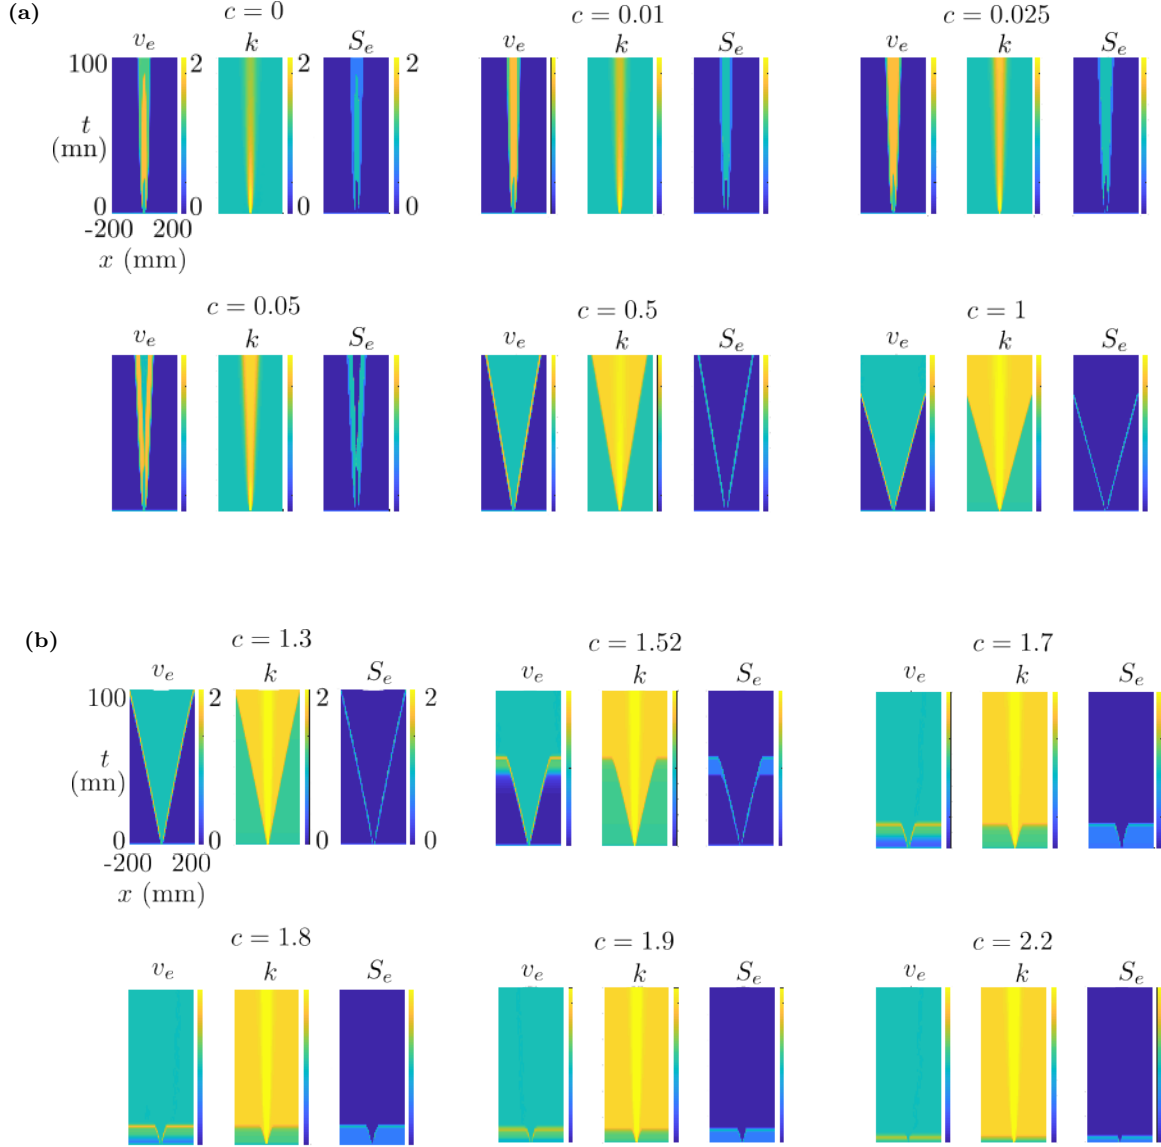 (a)
c = 0
c = 0.01
c = 0.025
v_e k S_e v_e k S_e v_e k S_e
100 2 2 2
t
(mn)
0 0 0 0
-200 200
x (mm)
c = 0.05
c = 0.5
c = 1
v_e k S_e v_e k S_e v_e k S_e
(b)
c = 1.3
c = 1.52
c = 1.7
v_e k S_e v_e k S_e v_e k S_e
100 2 2 2
t
(mn)
0 0 0 0
-200 200
x (mm)
c = 1.8
c = 1.9
c = 2.2
v_e k S_e v_e k S_e v_e k S_e